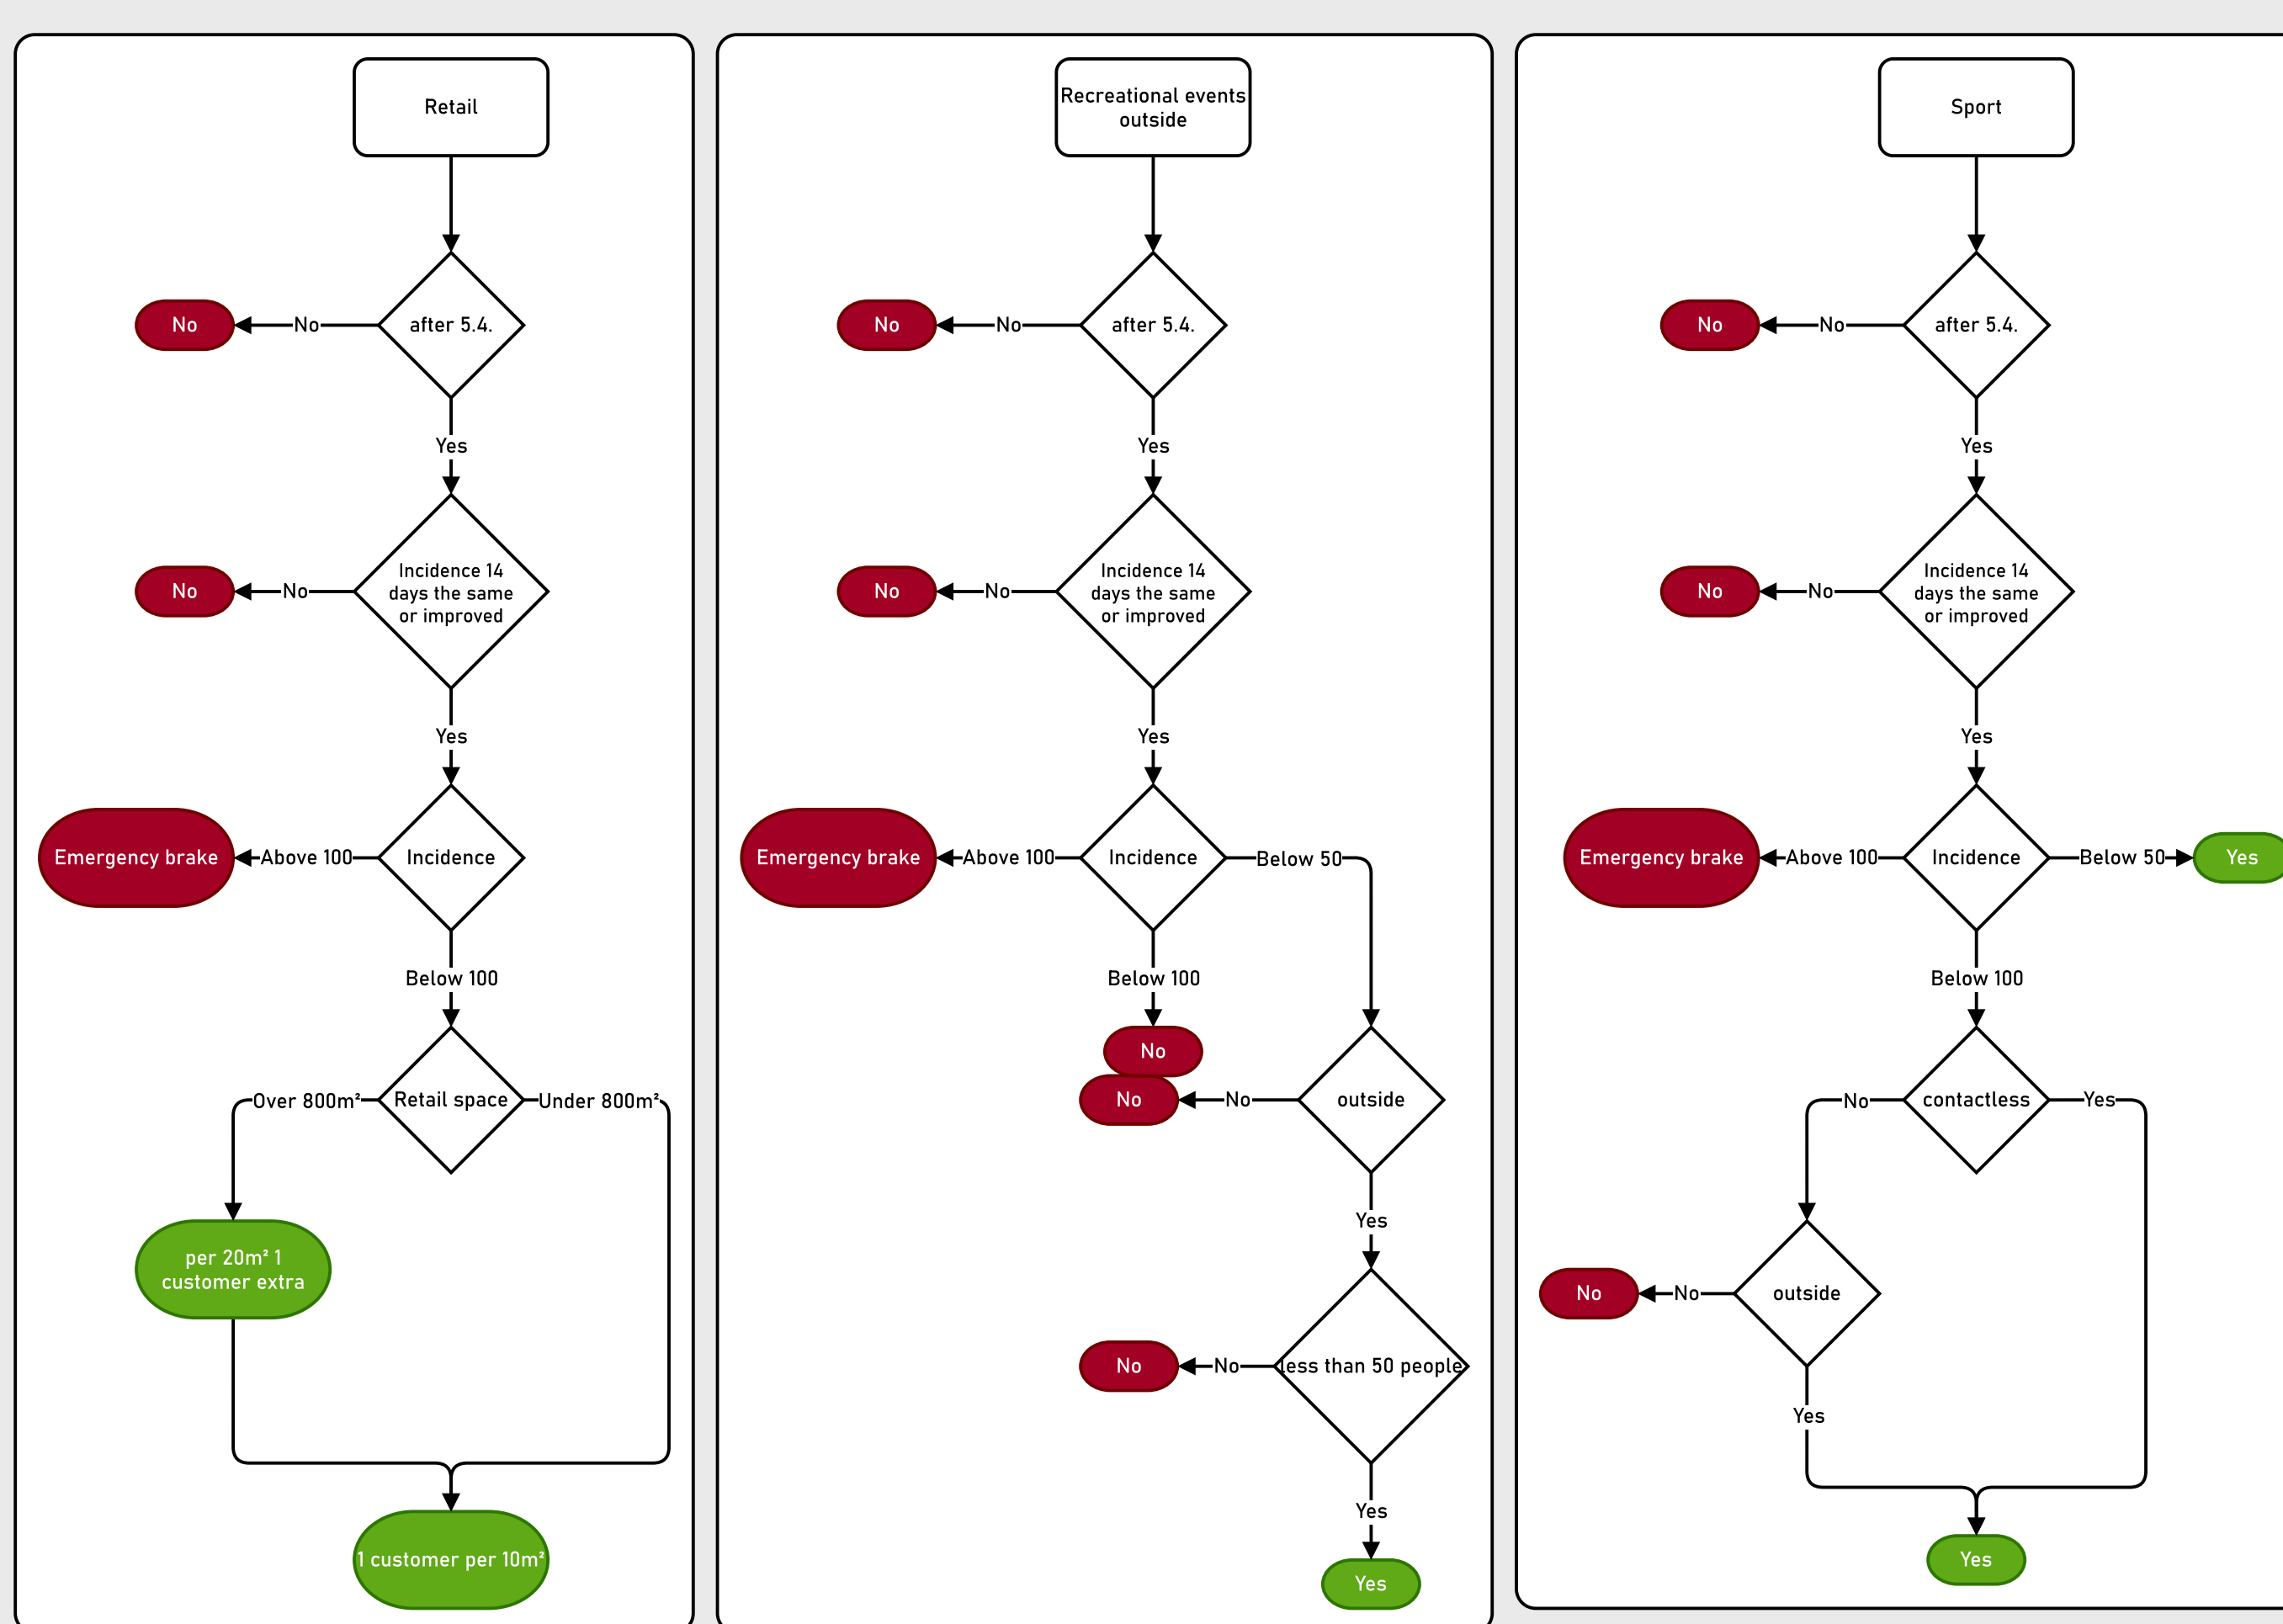 Retail
after 5.4.
No
No
Yes
Incidence 14
days the same
or improved
No
No
Yes
Incidence
Above 100
Emergency brake
Below 100
Retail space
Over 800m²
Under 800m²
per 20m² 1
customer extra
1 customer per 10m²
Recreational events
outside
after 5.4.
No
No
Yes
Incidence 14
days the same
or improved
No
No
Yes
Incidence
Above 100
Emergency brake
Below 50
Below 100
No
outside
No
No
Yes
less than 50 people
No
No
Yes
Yes
Sport
after 5.4.
No
No
Yes
Incidence 14
days the same
or improved
No
No
Yes
Incidence
Above 100
Emergency brake
Below 50
Yes
Below 100
contactless
No
Yes
outside
No
No
Yes
Yes